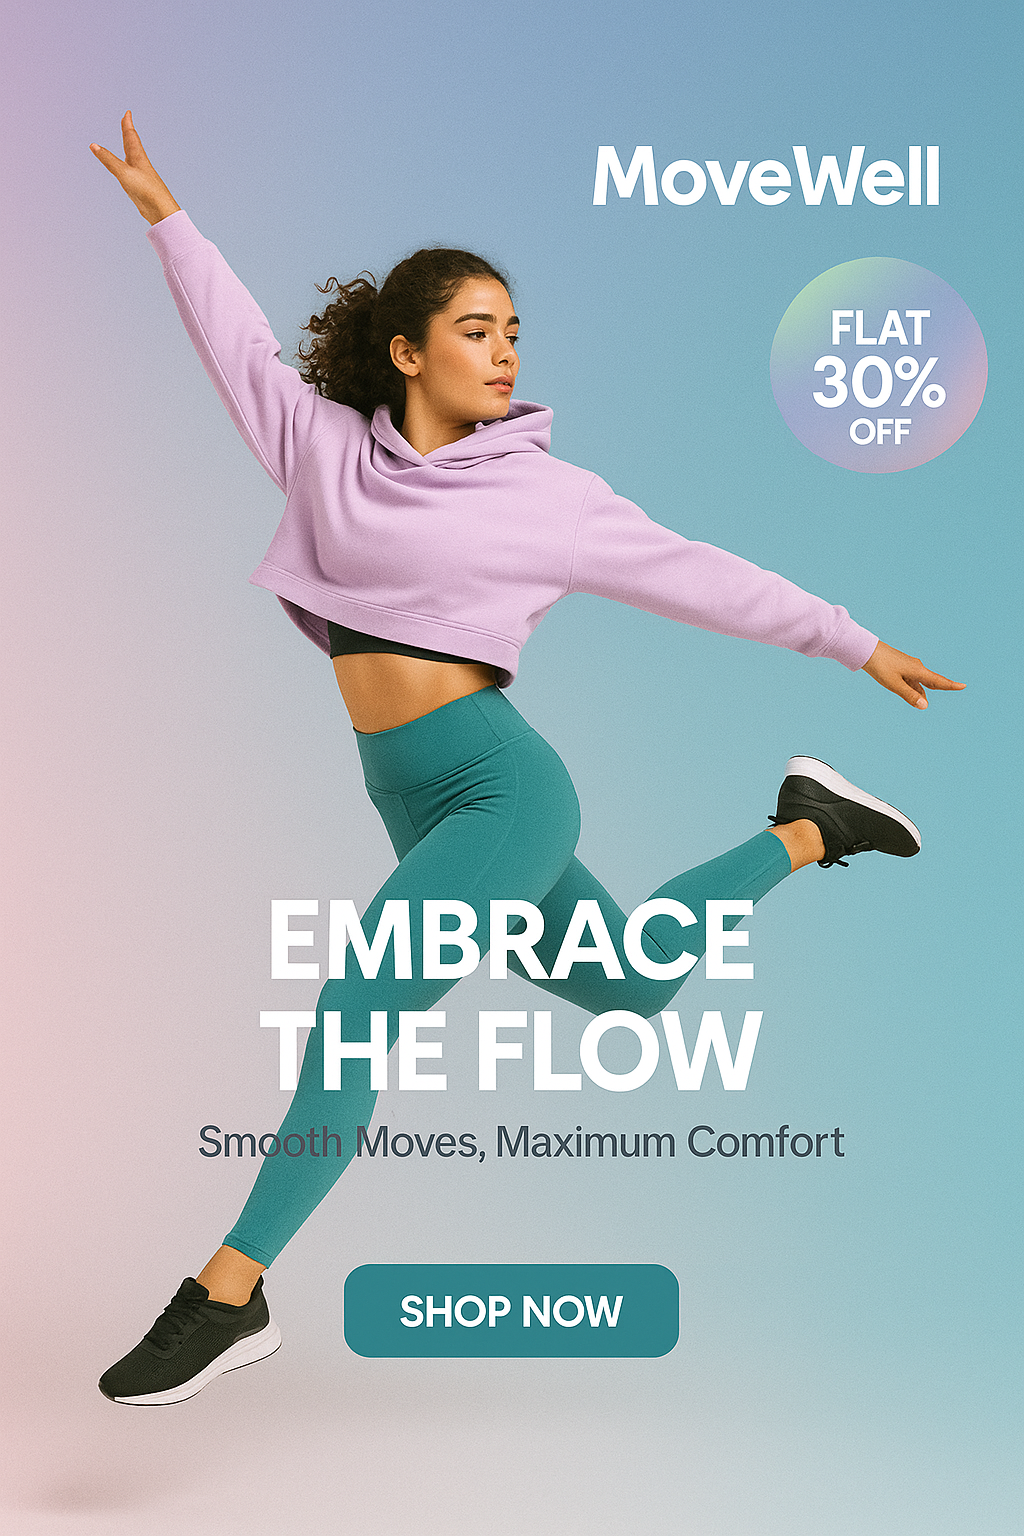 MoveWell
FLAT
30%
OFF
EMBRACE
THE FLOW
Smooth Moves, Maximum Comfort
SHOP NOW